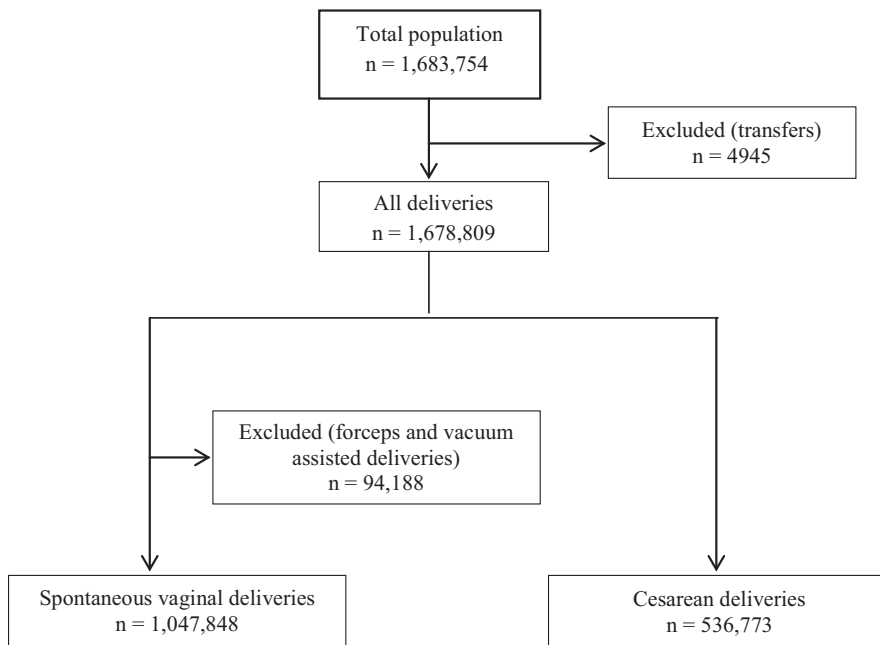 Total population
n = 1,683,754
Excluded (transfers)
n = 4945
All deliveries
n = 1,678,809
Excluded (forceps and vacuum
assisted deliveries)
n = 94,188
Spontaneous vaginal deliveries
n = 1,047,848
Cesarean deliveries
n = 536,773